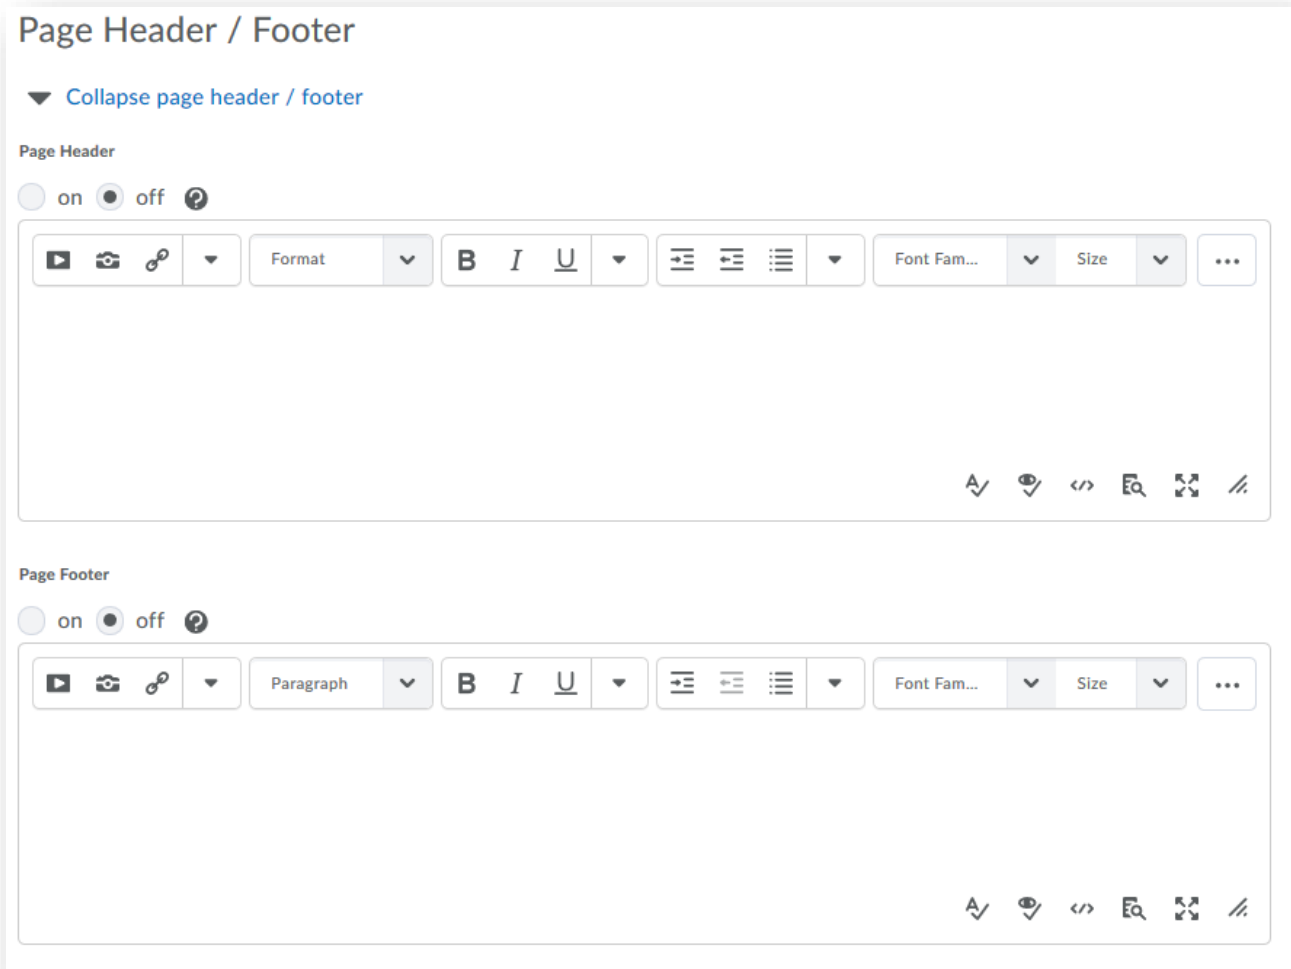 Page Header / Footer
Collapse page header / footer
Page Header
on off
Format B I U Font Fam... Size ...
Page Footer
on off
Paragraph B I U Font Fam... Size ...